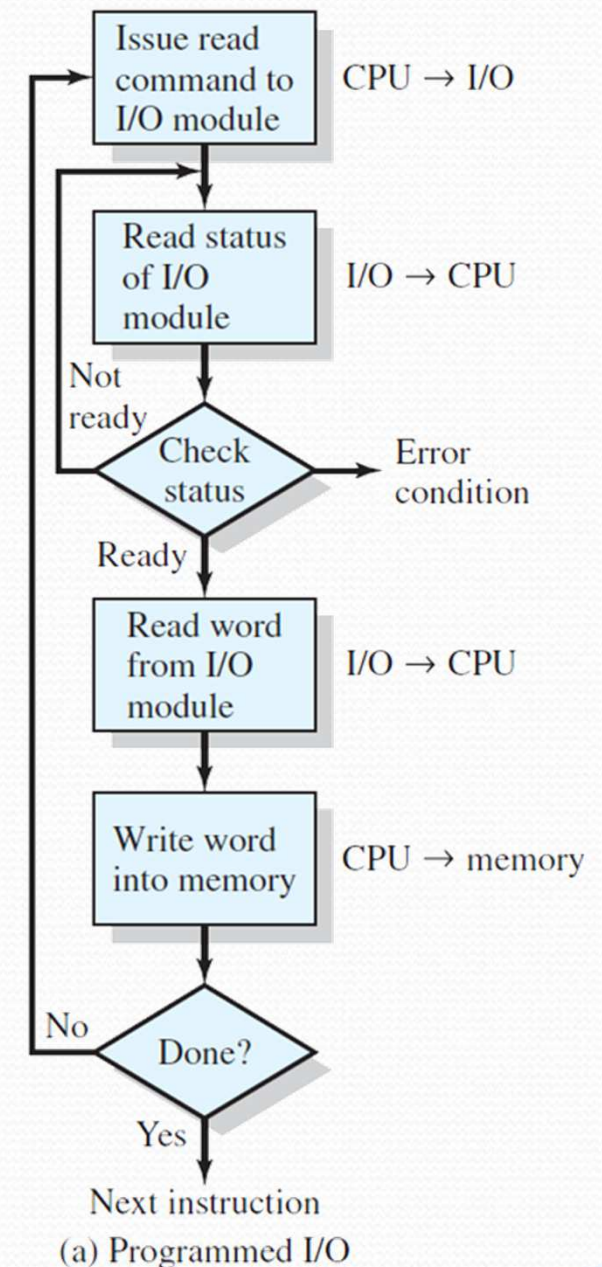 Issue read
command to
I/O module
CPU → I/O
Read status
of I/O
module
I/O → CPU
Not
ready
Check
status
Error
condition
Ready
Read word
from I/O
module
I/O → CPU
Write word
into memory
CPU → memory
No
Done?
Yes
Next instruction
(a) Programmed I/O